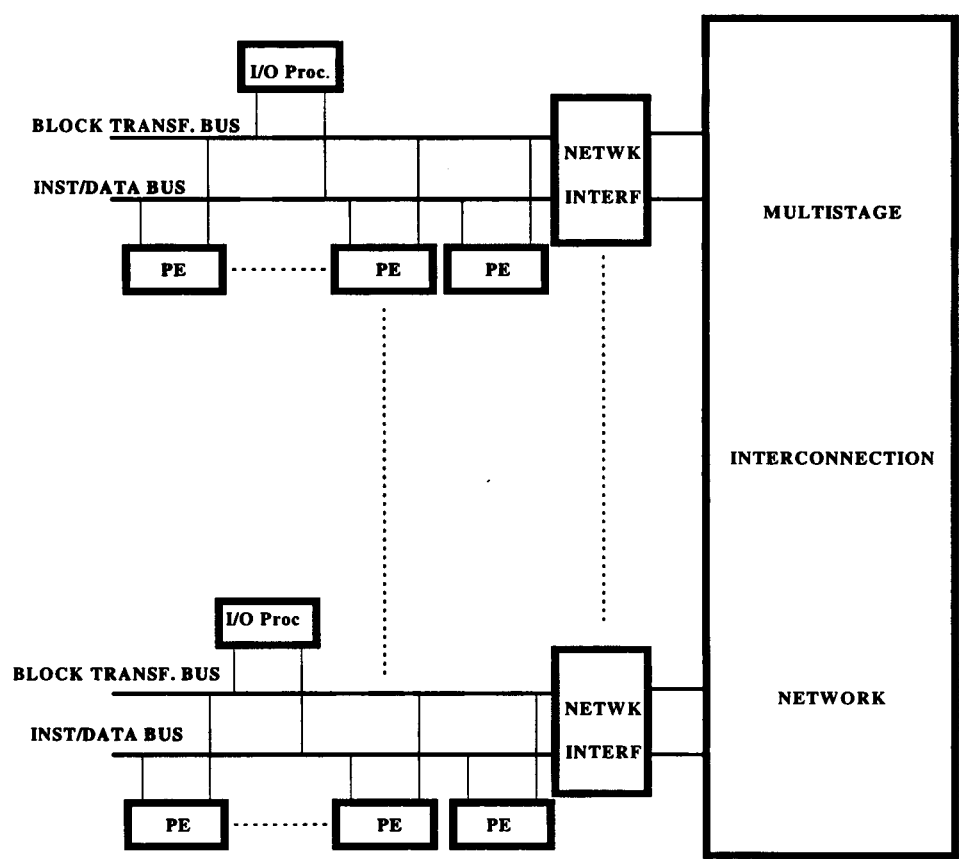 I/O Proc.
BLOCK TRANSF. BUS
NETWK
INTERF
INST/DATA BUS
MULTISTAGE
PE
PE
PE
INTERCONNECTION
I/O Proc
BLOCK TRANSF. BUS
NETWORK
NETWK
INTERF
INST/DATA BUS
PE
PE
PE